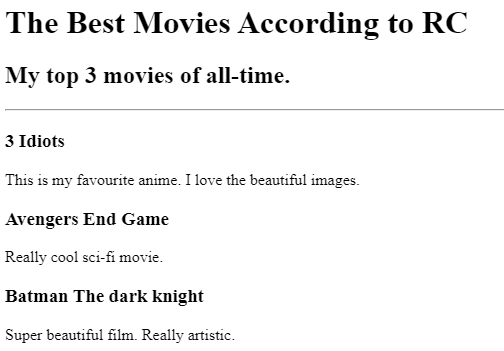 The Best Movies According to RC
My top 3 movies of all-time.
3 Idiots
This is my favourite anime. I love the beautiful images.
Avengers End Game
Really cool sci-fi movie.
Batman The dark knight
Super beautiful film. Really artistic.